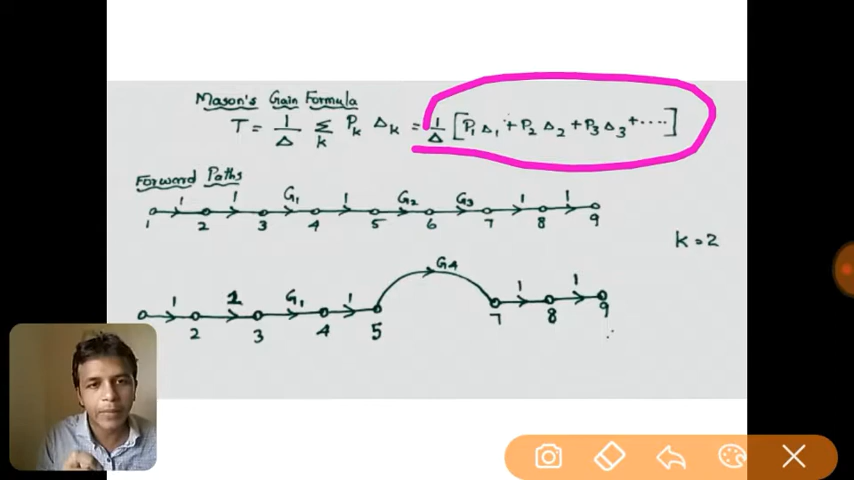 Mason's Gain Formula
T = 1/Δ Σ_k P_k Δ_k = 1/Δ [P₁ Δ₁ + P₂ Δ₂ + P₃ Δ₃ + ....]
Forward Paths
1 1 G₁ 1 G₂ G₃ 1 1
1 2 3 4 5 6 7 8 9
k = 2
G₄
1 1 G₁ 1 1 1
2 3 4 5 7 8 9